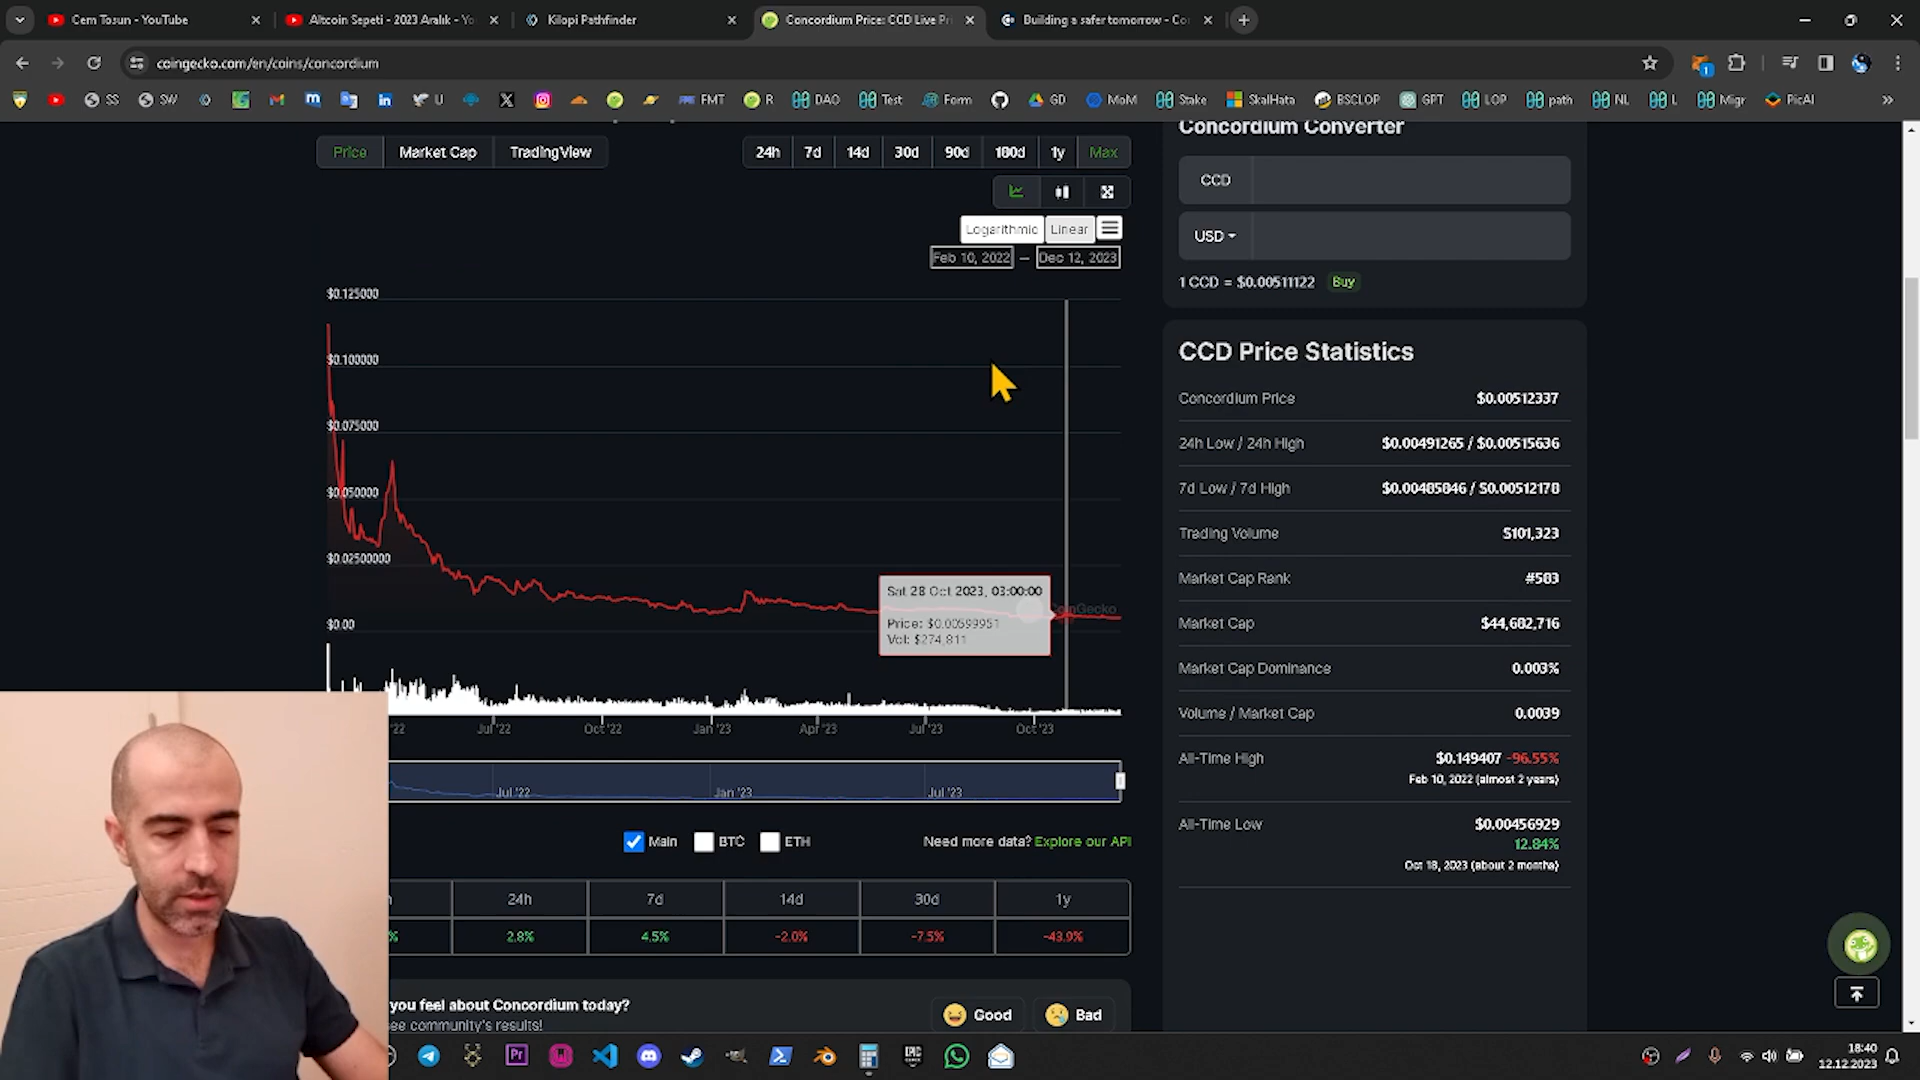 Cem Tosun - YouTube
Altcoin Sepeti - 2023 Aralık - Yo
Kilopi Pathfinder
Concordium Price: CCD Live Pri
Building a safer tomorrow - Co
coingecko.com/en/coins/concordium
1
SS
SW
U
FMT
R
DAO
Test
Form
GD
MoM
Stake
SkalHata
BSCLOP
GPT
LOP
path
NL
L
Migr
PicAI
Price
Market Cap
TradingView
24h
7d
14d
30d
90d
180d
1y
Max
Logarithmic
Linear
Feb 10, 2022 — Dec 12, 2023
$0.125000
$0.100000
$0.075000
$0.050000
$0.02500000
$0.00
Sat 28 Oct 2023, 03:00:00
Price: $0.00599951
Vol: $274,811
CoinGecko
'22
Jul '22
Oct '22
Jan '23
Apr '23
Jul '23
Oct '23
Jul '22
Jan '23
Jul '23
Main
BTC
ETH
Need more data? Explore our API
24h
7d
14d
30d
1y
%
2.8%
4.5%
-2.0%
-7.5%
-43.9%
you feel about Concordium today?
see community's results!
Good
Bad
Concordium Converter
CCD
USD
1 CCD = $0.00511122
Buy
CCD Price Statistics
Concordium Price $0.00512337
24h Low / 24h High $0.00491265 / $0.00515636
7d Low / 7d High $0.00485846 / $0.00512178
Trading Volume $101,323
Market Cap Rank #583
Market Cap $44,682,716
Market Cap Dominance 0.003%
Volume / Market Cap 0.0039
All-Time High $0.149407 -96.55%
Feb 10, 2022 (almost 2 years)
All-Time Low $0.00456929
12.84%
Oct 18, 2023 (about 2 months)
Pr
EPIC
18:40
12.12.2023